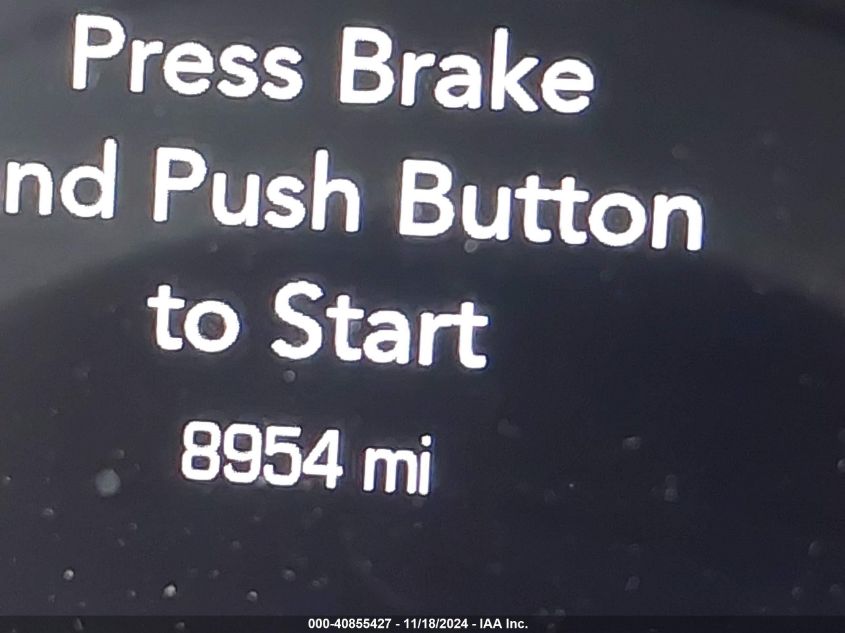 Press Brake
nd Push Button
to Start
8954 mi
000-40855427 - 11/18/2024 - IAA Inc.